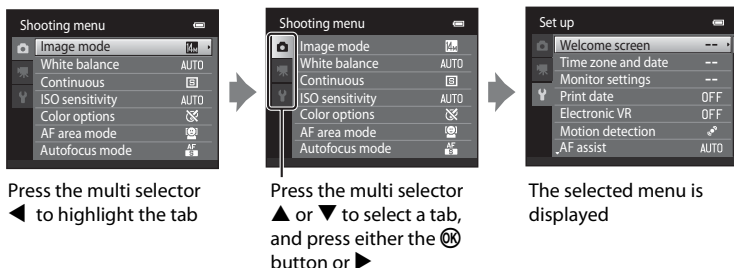 Shooting menu
Image mode
White balance AUTO
Continuous S
ISO sensitivity AUTO
Color options
AF area mode
Autofocus mode AF S
Press the multi selector
◀ to highlight the tab
Shooting menu
Image mode
White balance AUTO
Continuous S
ISO sensitivity AUTO
Color options
AF area mode
Autofocus mode AF S
Press the multi selector
▲ or ▼ to select a tab,
and press either the OK
button or ▶
Set up
Welcome screen --
Time zone and date --
Monitor settings --
Print date OFF
Electronic VR OFF
Motion detection
AF assist AUTO
The selected menu is
displayed